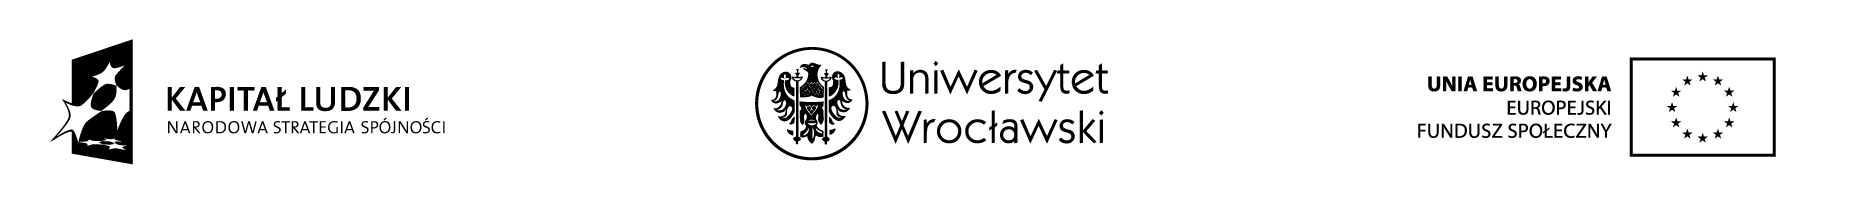 KAPITAŁ LUDZKI
NARODOWA STRATEGIA SPÓJNOŚCI
Uniwersytet
Wrocławski
UNIA EUROPEJSKA
EUROPEJSKI
FUNDUSZ SPOŁECZNY